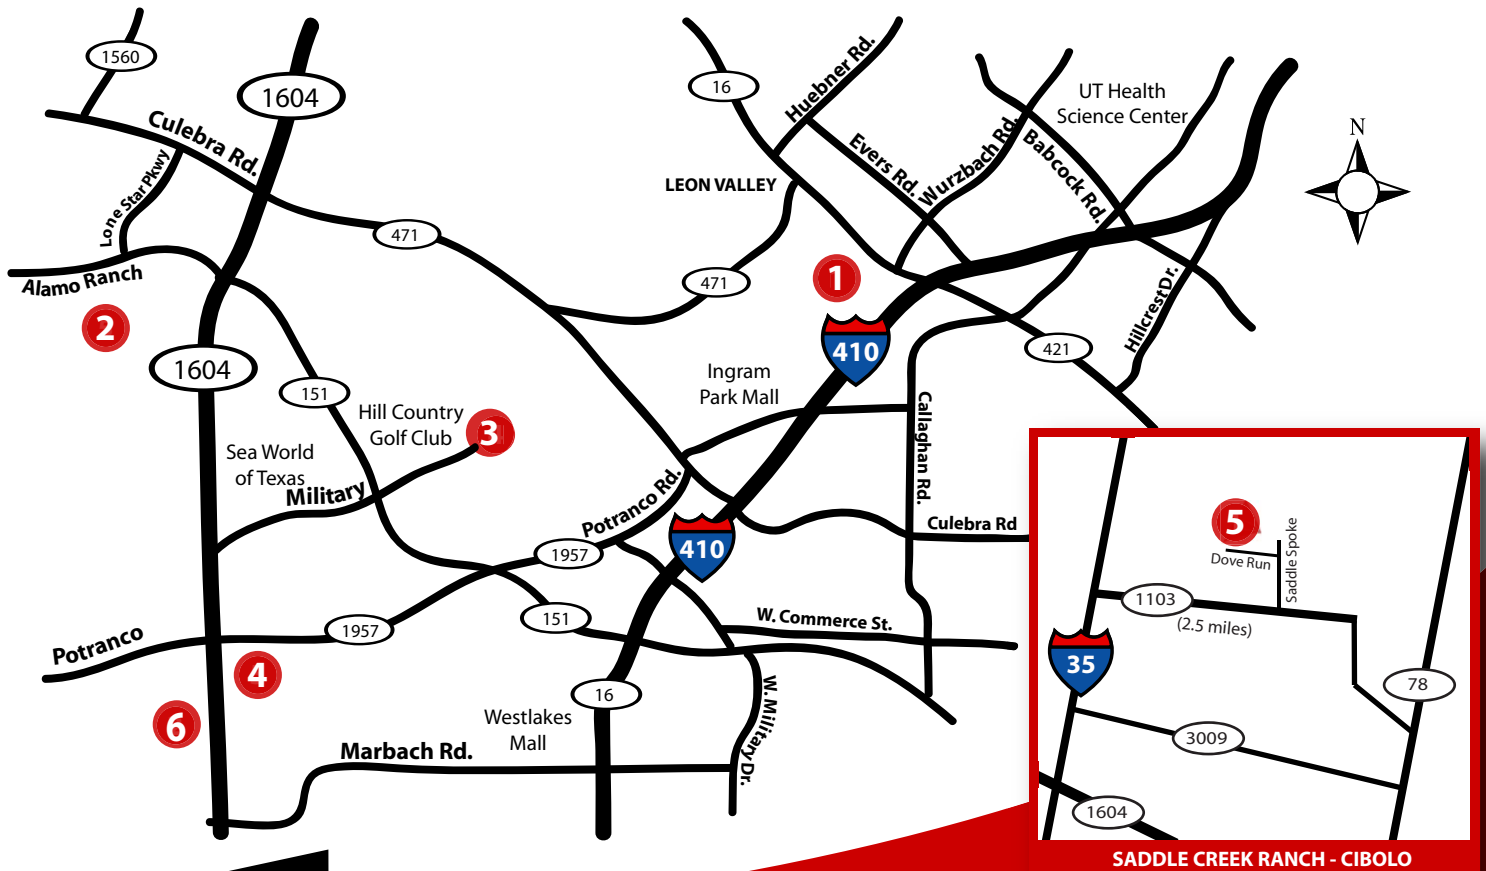 1560
1604
Culebra Rd.
Lone Star Pkwy
Alamo Ranch
2
1604
471
151
Hill Country
Golf Club
3
Sea World
of Texas
Military
16
Huebner Rd.
Evers Rd.
Wurzbach Rd.
Babcock Rd.
UT Health
Science Center
N
LEON VALLEY
471
1
410
Ingram
Park Mall
421
Hillcrest Dr.
Callaghan Rd.
Potranco Rd.
410
Culebra Rd
1957
151
W. Commerce St.
Potranco
1957
4
6
16
Westlakes
Mall
W. Military Dr.
Marbach Rd.
5
Dove Run
Saddle Spoke
1103
(2.5 miles)
35
78
3009
1604
SADDLE CREEK RANCH - CIBOLO